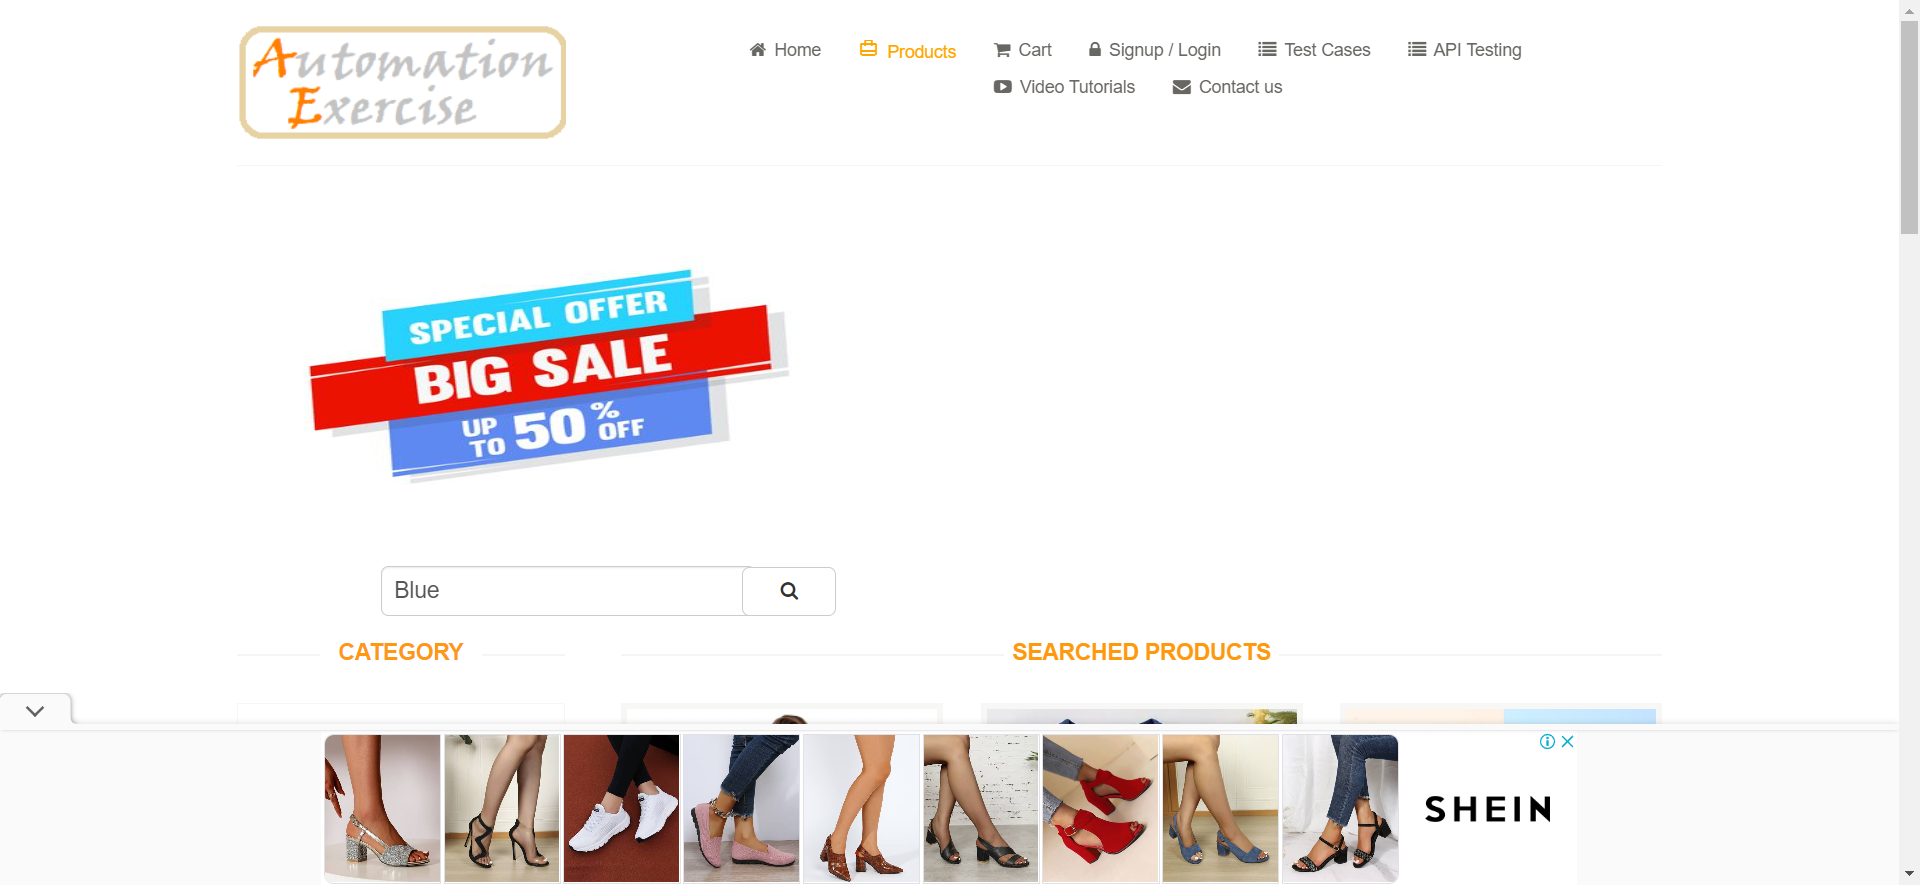 Automation
Exercise
Home
Products
Cart
Signup / Login
Test Cases
API Testing
Video Tutorials
Contact us
SPECIAL OFFER
BIG SALE
UP TO 50% OFF
Blue
CATEGORY
SEARCHED PRODUCTS
SHEIN